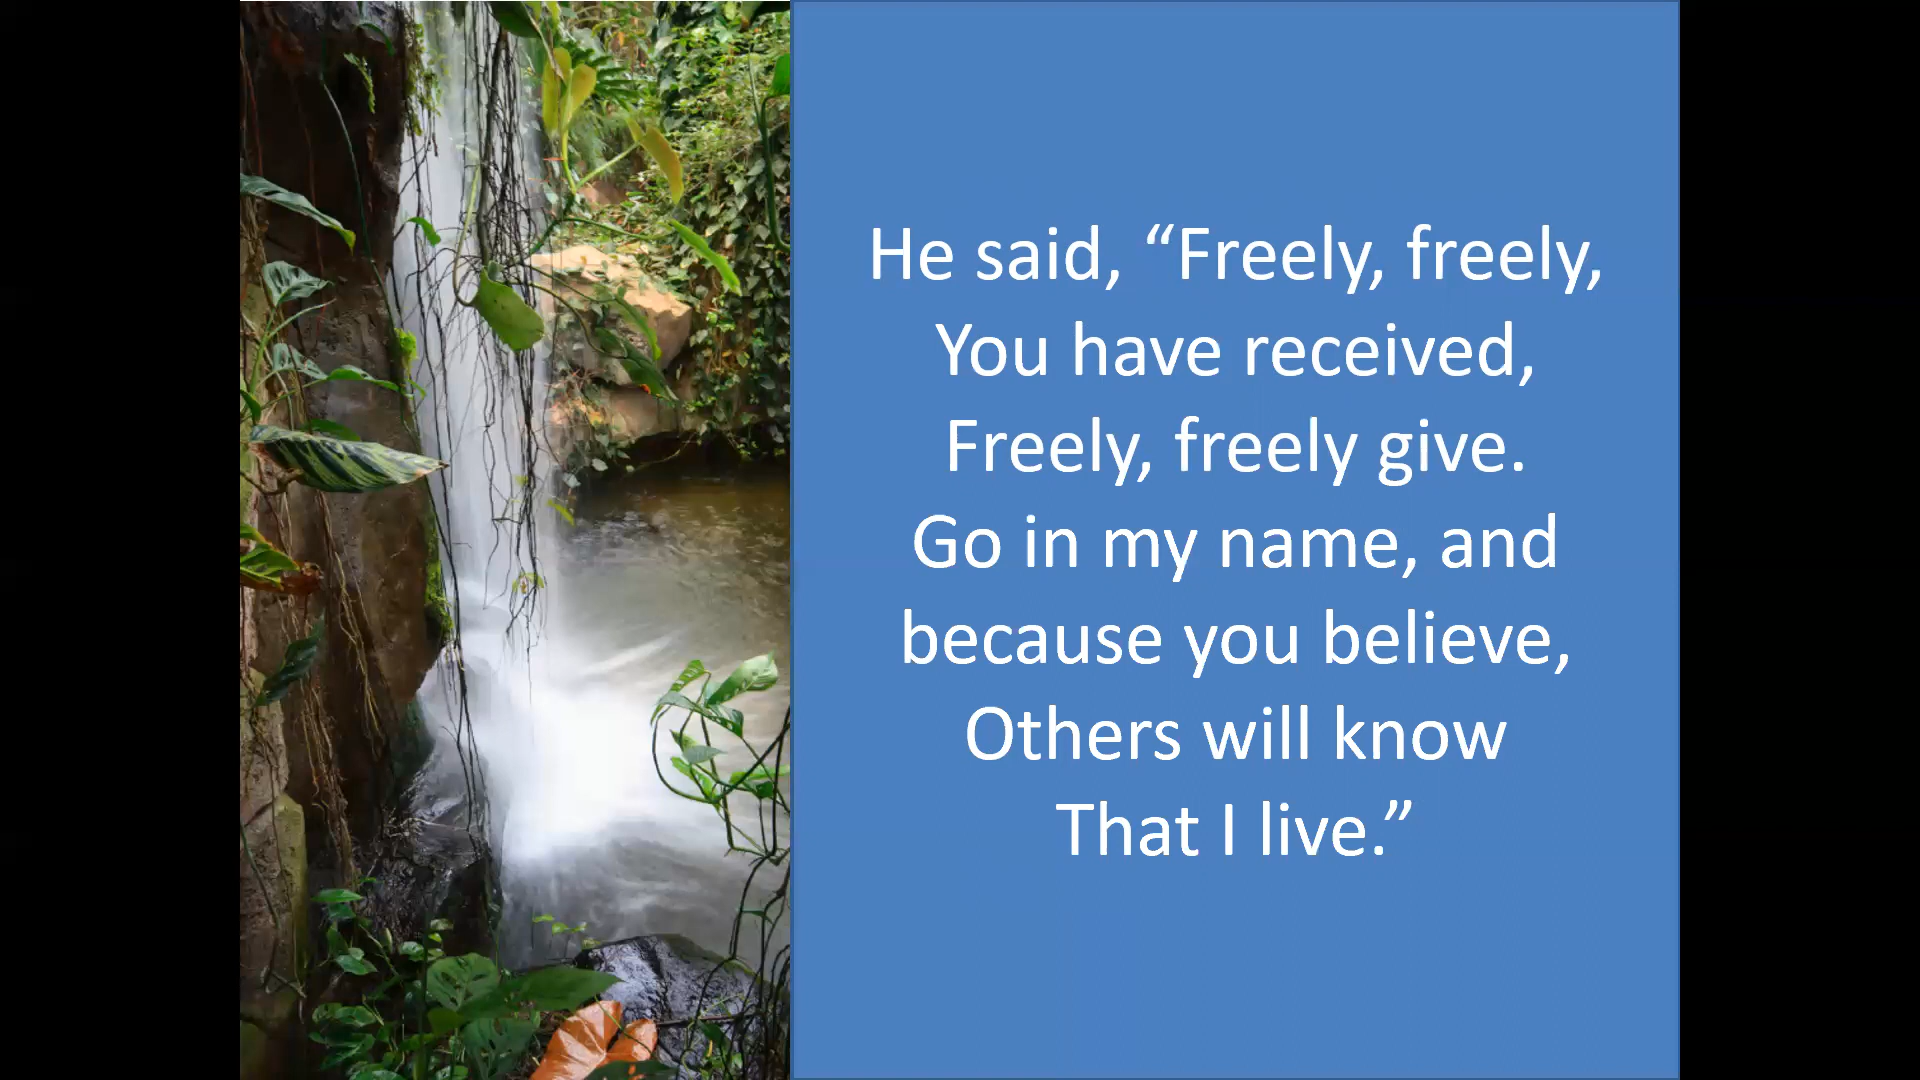 He said, “Freely, freely,
You have received,
Freely, freely give.
Go in my name, and
because you believe,
Others will know
That I live.”